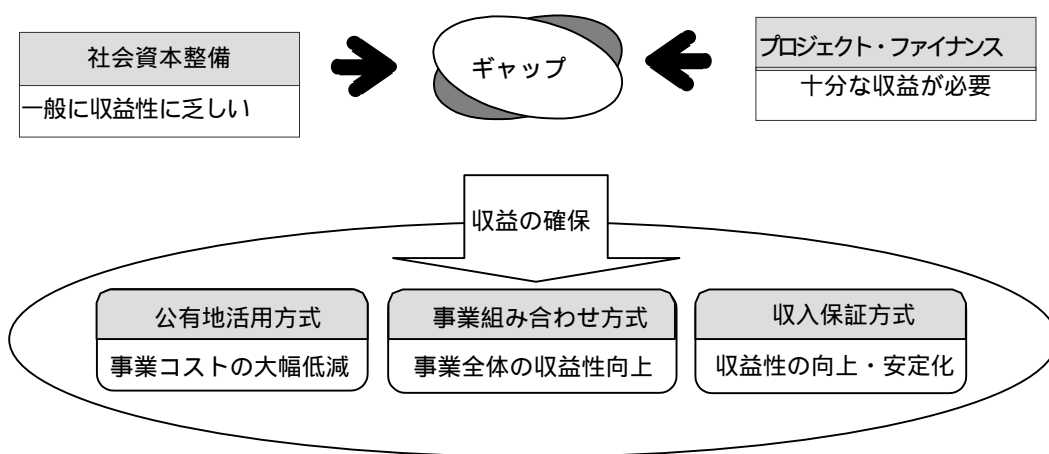 社会資本整備
一般に収益性に乏しい
ギャップ
プロジェクト・ファイナンス
十分な収益が必要
収益の確保
公有地活用方式
事業コストの大幅低減
事業組み合わせ方式
事業全体の収益性向上
収入保証方式
収益性の向上・安定化